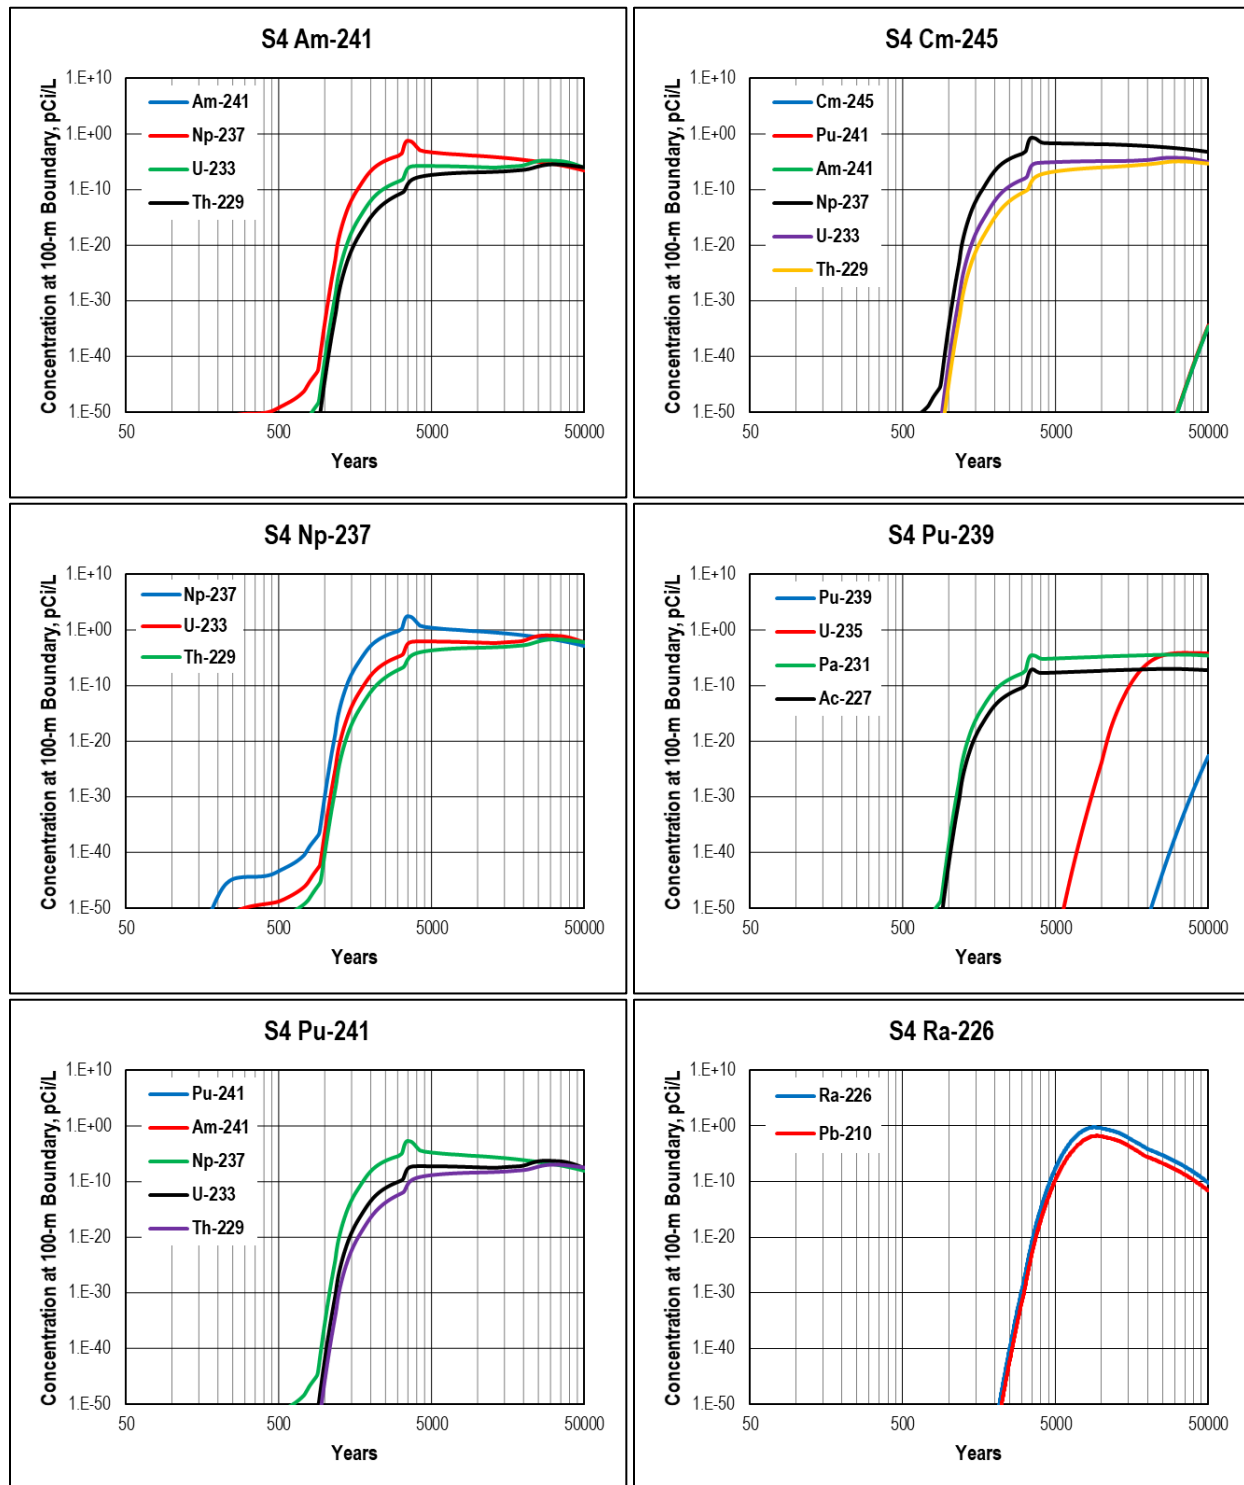 S4 Am-241
Concentration at 100-m Boundary, pCi/L
1.E+10
1.E+00
1.E-10
1.E-20
1.E-30
1.E-40
1.E-50
Am-241
Np-237
U-233
Th-229
50
500
5000
50000
Years
S4 Cm-245
Concentration at 100-m Boundary, pCi/L
1.E+10
1.E+00
1.E-10
1.E-20
1.E-30
1.E-40
1.E-50
Cm-245
Pu-241
Am-241
Np-237
U-233
Th-229
50
500
5000
50000
Years
S4 Np-237
Concentration at 100-m Boundary, pCi/L
1.E+10
1.E+00
1.E-10
1.E-20
1.E-30
1.E-40
1.E-50
Np-237
U-233
Th-229
50
500
5000
50000
Years
S4 Pu-239
Concentration at 100-m Boundary, pCi/L
1.E+10
1.E+00
1.E-10
1.E-20
1.E-30
1.E-40
1.E-50
Pu-239
U-235
Pa-231
Ac-227
50
500
5000
50000
Years
S4 Pu-241
Concentration at 100-m Boundary, pCi/L
1.E+10
1.E+00
1.E-10
1.E-20
1.E-30
1.E-40
1.E-50
Pu-241
Am-241
Np-237
U-233
Th-229
50
500
5000
50000
Years
S4 Ra-226
Concentration at 100-m Boundary, pCi/L
1.E+10
1.E+00
1.E-10
1.E-20
1.E-30
1.E-40
1.E-50
Ra-226
Pb-210
50
500
5000
50000
Years